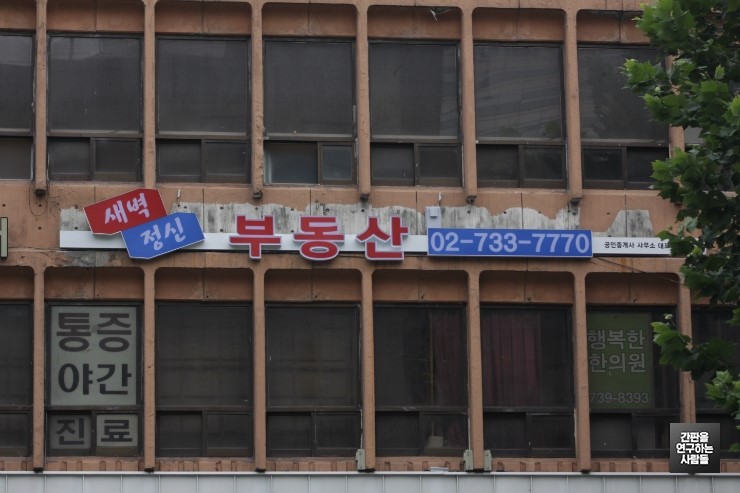 새벽
정신
부동산
02-733-7770
공인중개사 사무소 대표
통증
야간
진료
행복한
한의원
739-8393
간판을
연구하는
사람들